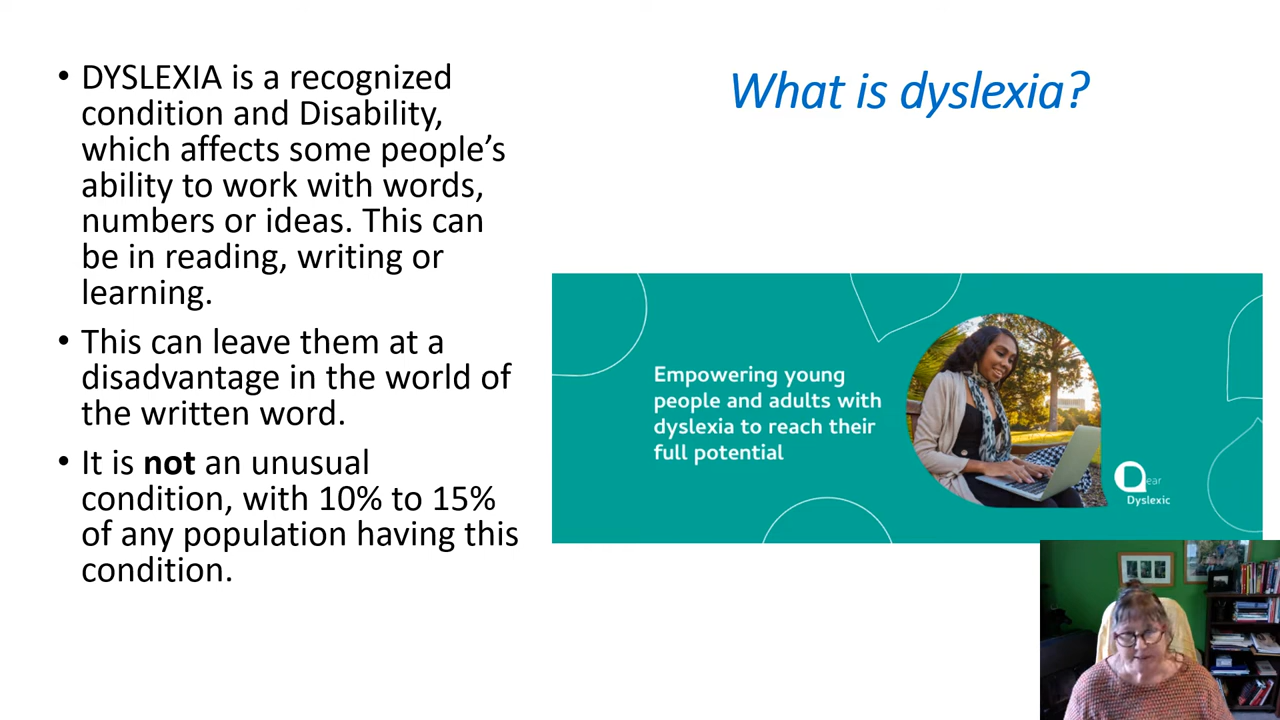 • DYSLEXIA is a recognized
condition and Disability,
which affects some people’s
ability to work with words,
numbers or ideas. This can
be in reading, writing or
learning.
• This can leave them at a
disadvantage in the world of
the written word.
• It is not an unusual
condition, with 10% to 15%
of any population having this
condition.
What is dyslexia?
Empowering young
people and adults with
dyslexia to reach their
full potential
Dear
Dyslexic